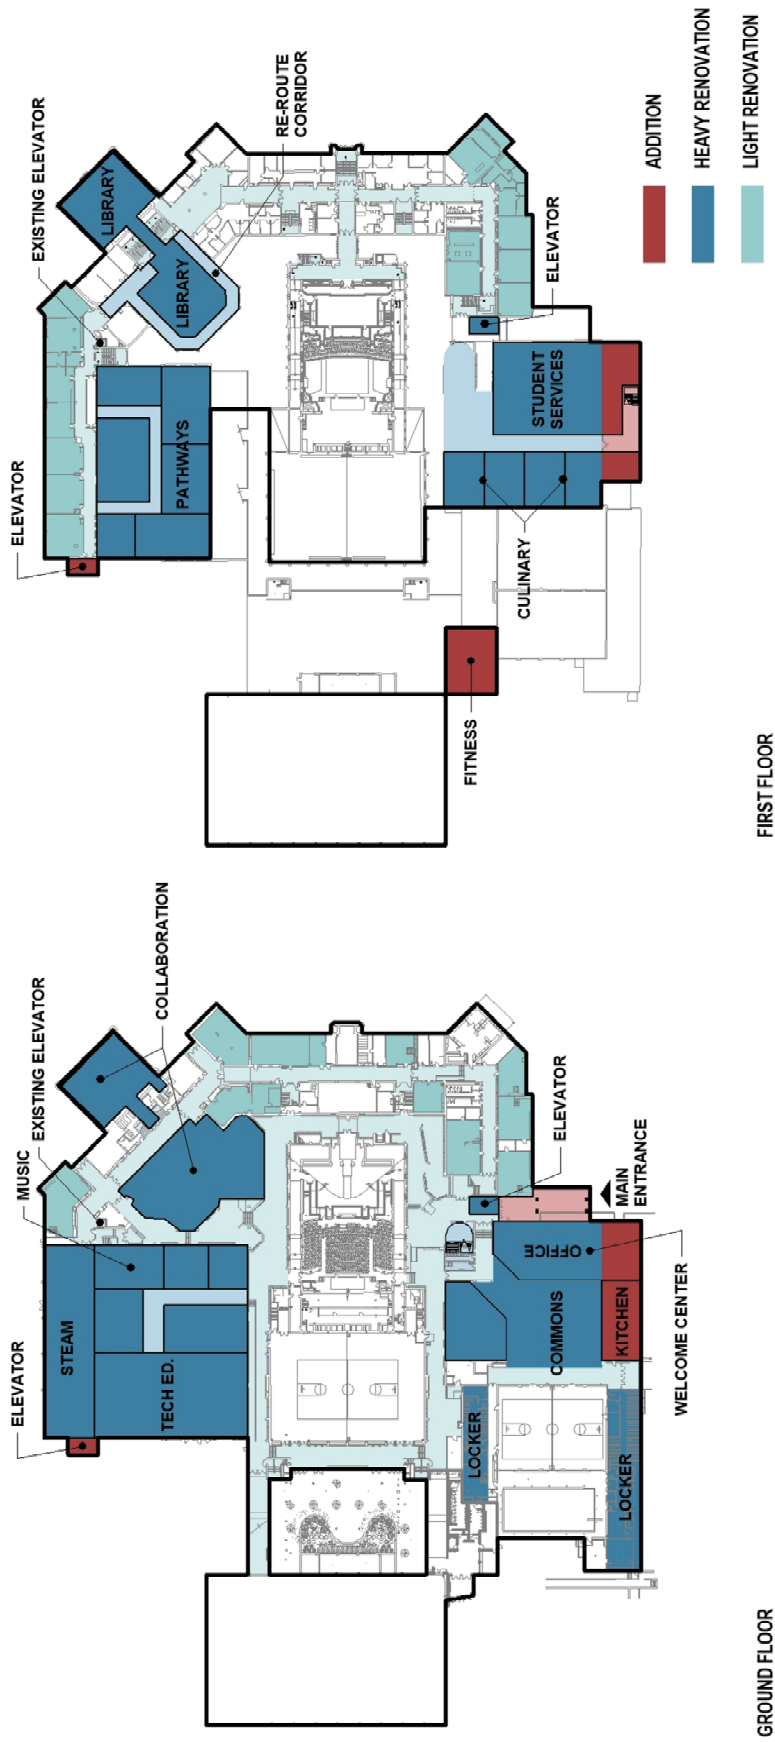 ELEVATOR
MUSIC
EXISTING ELEVATOR
COLLABORATION
STEAM
TECH ED.
LOCKER
LOCKER
COMMONS
OFFICE
KITCHEN
ELEVATOR
MAIN
ENTRANCE
WELCOME CENTER
GROUND FLOOR
ELEVATOR
EXISTING ELEVATOR
RE-ROUTE
CORRIDOR
LIBRARY
LIBRARY
PATHWAYS
FITNESS
CULINARY
STUDENT
SERVICES
ELEVATOR
FIRST FLOOR
ADDITION
HEAVY RENOVATION
LIGHT RENOVATION